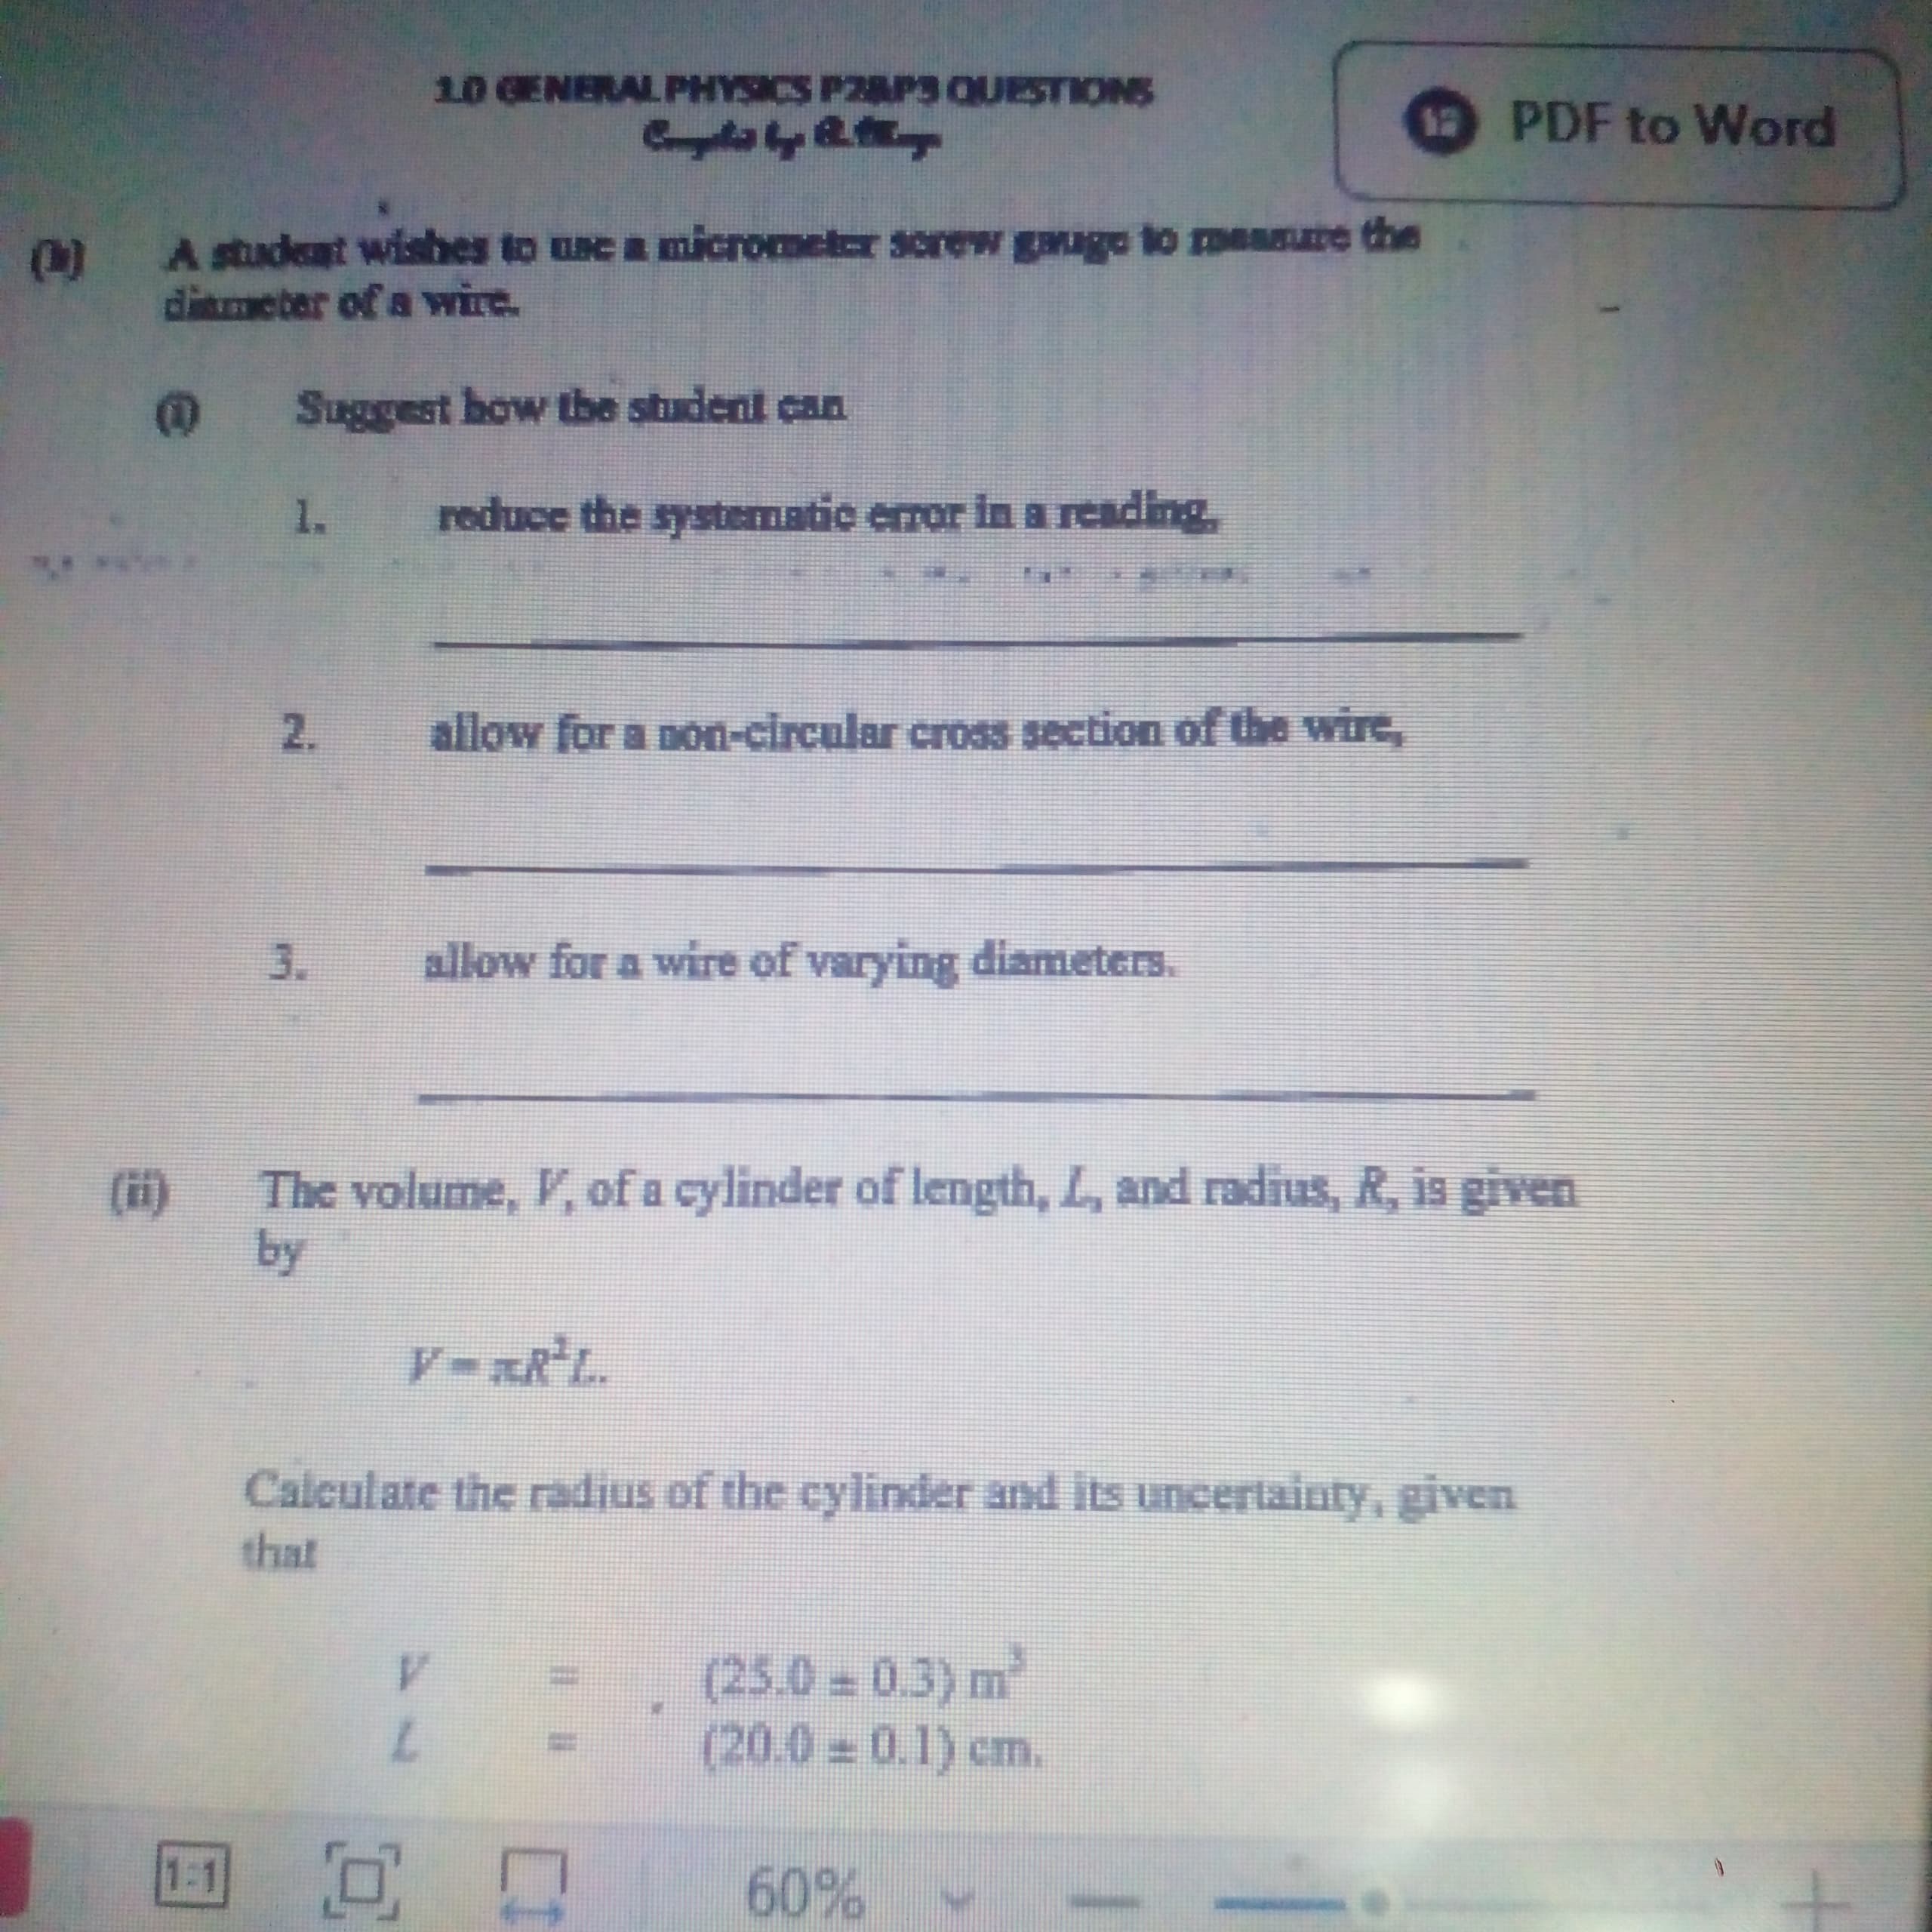 1.0 GENERAL PHYSICS P2&P3 QUESTIONS
by
PDF to Word
(b) A student wishes to use a micrometer screw gauge to measure the
diameter of a wire.
(i) Suggest how the student can
1. reduce the systematic error in a reading,
2. allow for a non-circular cross section of the wire,
3. allow for a wire of varying diameters.
(ii) The volume, V, of a cylinder of length, L, and radius, R, is given
by
V = πR²L.
Calculate the radius of the cylinder and its uncertainty, given
that
V = (25.0 ± 0.3) m³
L = (20.0 ± 0.1) cm.
1:1 60%